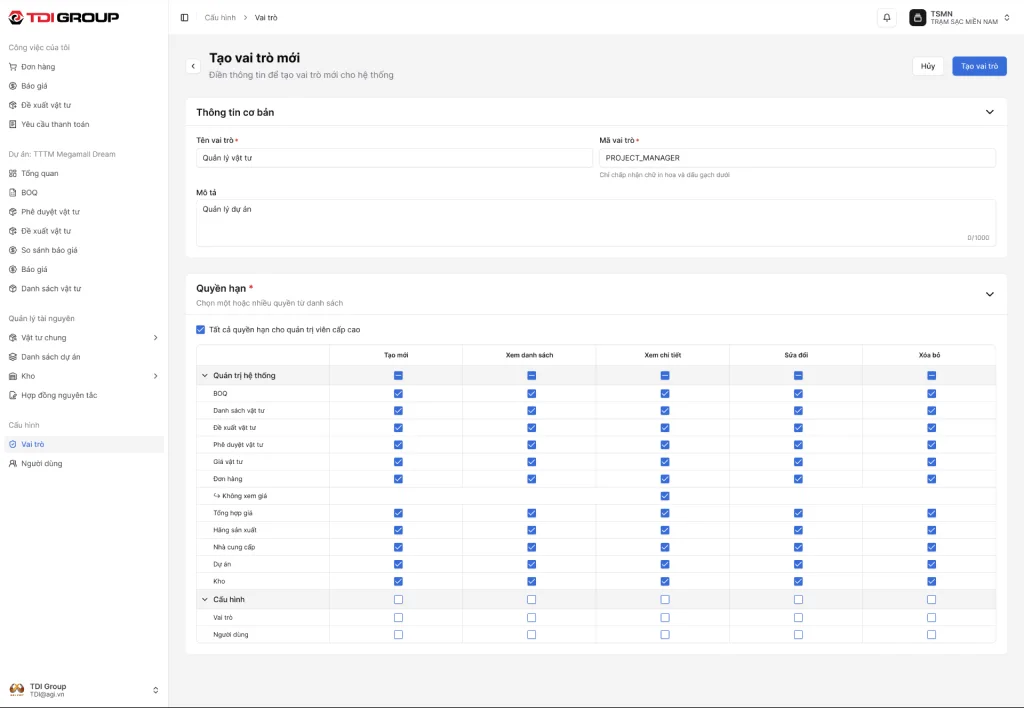 TDI GROUP
Công việc của tôi
Đơn hàng
Báo giá
Đề xuất vật tư
Yêu cầu thanh toán
Dự án: TTTM Megamall Dream
Tổng quan
BOQ
Phê duyệt vật tư
Đề xuất vật tư
So sánh báo giá
Báo giá
Danh sách vật tư
Quản lý tài nguyên
Vật tư chung
Danh sách dự án
Kho
Hợp đồng nguyên tắc
Cấu hình
Vai trò
Người dùng
TDI Group
TDI@agi.vn
Cấu hình > Vai trò
TSMN
TRẠM SẠC MIỀN NAM
Tạo vai trò mới
Điền thông tin để tạo vai trò mới cho hệ thống
Hủy
Tạo vai trò
Thông tin cơ bản
Tên vai trò *
Quản lý vật tư
Mã vai trò *
PROJECT_MANAGER
Chỉ chấp nhận chữ in hoa và dấu gạch dưới
Mô tả
Quản lý dự án
0/1000
Quyền hạn *
Chọn một hoặc nhiều quyền từ danh sách
Tất cả quyền hạn cho quản trị viên cấp cao
Tạo mới Xem danh sách Xem chi tiết Sửa đổi Xóa bỏ
Quản trị hệ thống
BOQ
Danh sách vật tư
Đề xuất vật tư
Phê duyệt vật tư
Giá vật tư
Đơn hàng
↪ Không xem giá
Tổng hợp giá
Hãng sản xuất
Nhà cung cấp
Dự án
Kho
Cấu hình
Vai trò
Người dùng